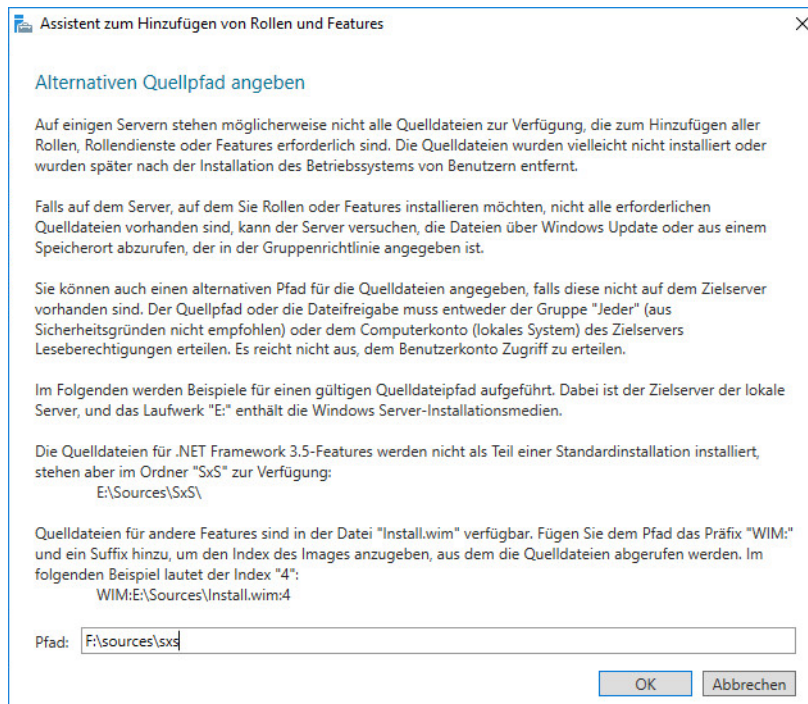 Assistent zum Hinzufügen von Rollen und Features
Alternativen Quellpfad angeben
Auf einigen Servern stehen möglicherweise nicht alle Quelldateien zur Verfügung, die zum Hinzufügen aller
Rollen, Rollendienste oder Features erforderlich sind. Die Quelldateien wurden vielleicht nicht installiert oder
wurden später nach der Installation des Betriebssystems von Benutzern entfernt.
Falls auf dem Server, auf dem Sie Rollen oder Features installieren möchten, nicht alle erforderlichen
Quelldateien vorhanden sind, kann der Server versuchen, die Dateien über Windows Update oder aus einem
Speicherort abzurufen, der in der Gruppenrichtlinie angegeben ist.
Sie können auch einen alternativen Pfad für die Quelldateien angegeben, falls diese nicht auf dem Zielserver
vorhanden sind. Der Quellpfad oder die Dateifreigabe muss entweder der Gruppe "Jeder" (aus
Sicherheitsgründen nicht empfohlen) oder dem Computerkonto (lokales System) des Zielservers
Leseberechtigungen erteilen. Es reicht nicht aus, dem Benutzerkonto Zugriff zu erteilen.
Im Folgenden werden Beispiele für einen gültigen Quelldateipfad aufgeführt. Dabei ist der Zielserver der lokale
Server, und das Laufwerk "E:" enthält die Windows Server-Installationsmedien.
Die Quelldateien für .NET Framework 3.5-Features werden nicht als Teil einer Standardinstallation installiert,
stehen aber im Ordner "SxS" zur Verfügung:
E:\Sources\SxS\
Quelldateien für andere Features sind in der Datei "Install.wim" verfügbar. Fügen Sie dem Pfad das Präfix "WIM:"
und ein Suffix hinzu, um den Index des Images anzugeben, aus dem die Quelldateien abgerufen werden. Im
folgenden Beispiel lautet der Index "4":
WIM:E:\Sources\Install.wim:4
Pfad: F:\sources\sxs
OK Abbrechen